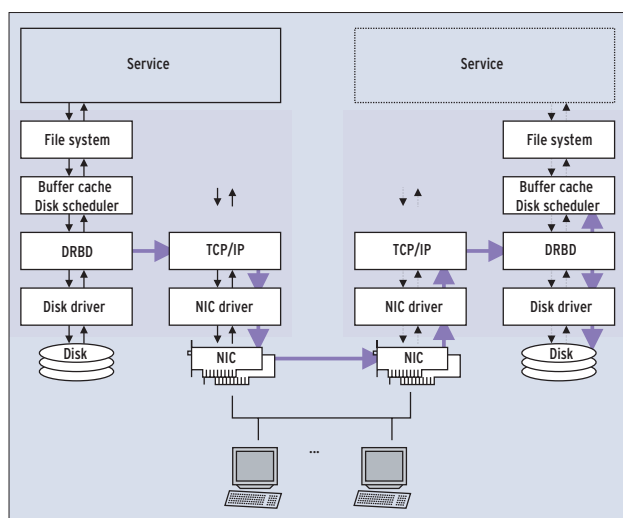 Service
Service
File system
File system
Buffer cache
Disk scheduler
Buffer cache
Disk scheduler
DRBD
TCP/IP
TCP/IP
DRBD
Disk driver
NIC driver
NIC driver
Disk driver
Disk
NIC
NIC
Disk
...